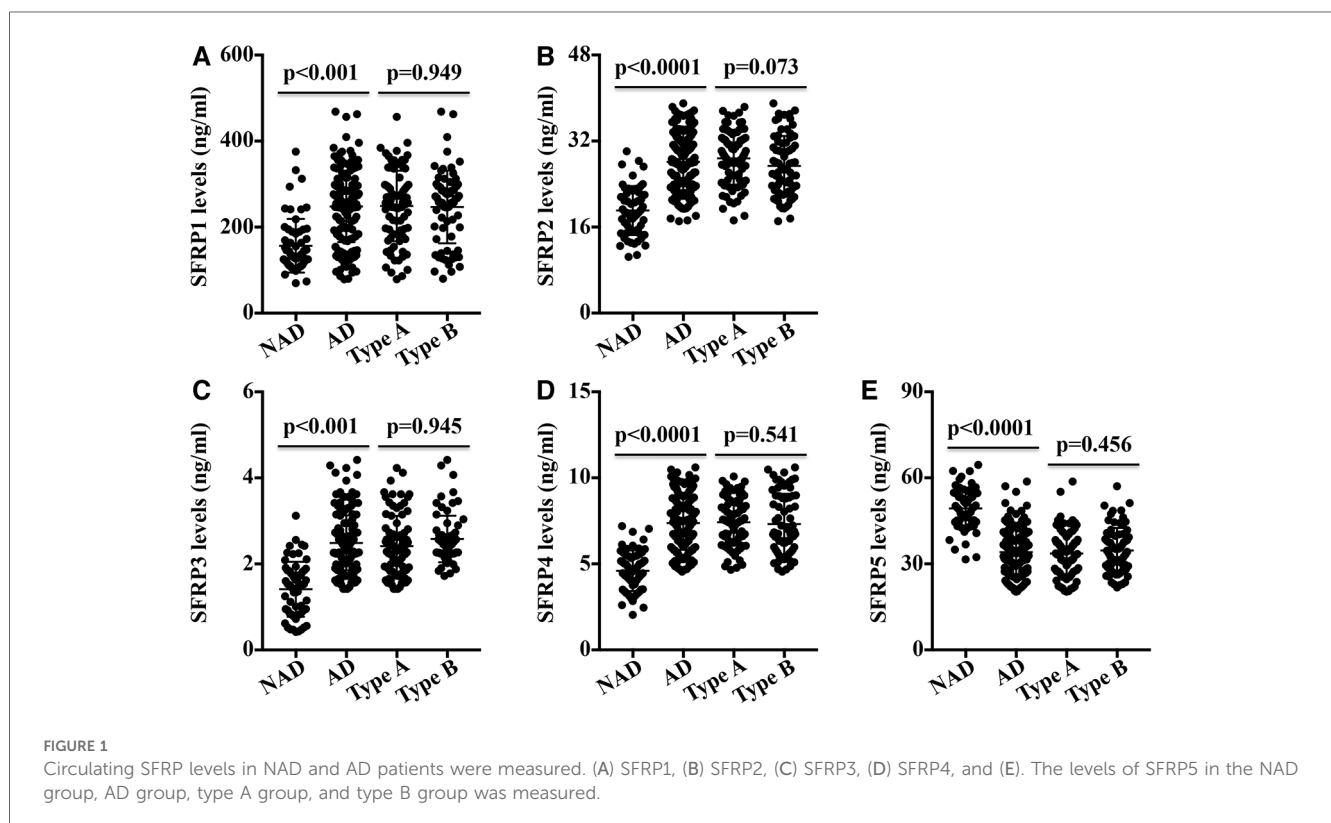 A
p<0.001
p=0.949
SFRP1 levels (ng/ml)
600
400
200
0
NAD
AD
Type A
Type B
B
p<0.0001
p=0.073
SFRP2 levels (ng/ml)
48
32
16
0
NAD
AD
Type A
Type B
C
p<0.001
p=0.945
SFRP3 levels (ng/ml)
6
4
2
0
NAD
AD
Type A
Type B
D
p<0.0001
p=0.541
SFRP4 levels (ng/ml)
15
10
5
0
NAD
AD
Type A
Type B
E
p<0.0001
p=0.456
SFRP5 levels (ng/ml)
90
60
30
0
NAD
AD
Type A
Type B
FIGURE 1
Circulating SFRP levels in NAD and AD patients were measured. (A) SFRP1, (B) SFRP2, (C) SFRP3, (D) SFRP4, and (E). The levels of SFRP5 in the NAD
group, AD group, type A group, and type B group was measured.